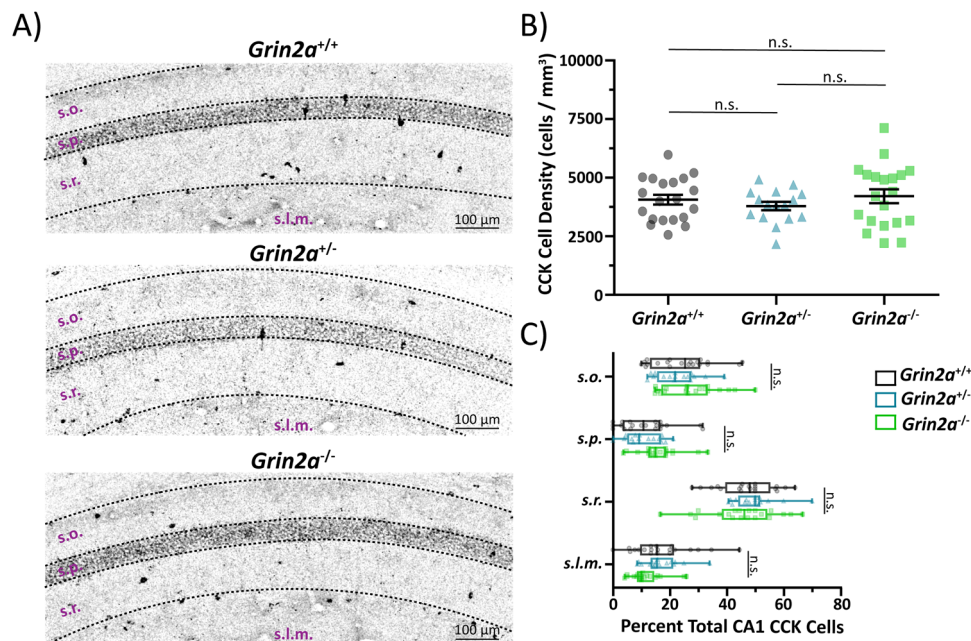 A)
Grin2a+/+
s.o.
s.p.
s.r.
s.l.m.
100 µm
Grin2a+/-
s.o.
s.p.
s.r.
s.l.m.
100 µm
Grin2a-/-
s.o.
s.p.
s.r.
s.l.m.
100 µm
B)
n.s.
n.s.
n.s.
CCK Cell Density (cells / mm³)
10000
7500
5000
2500
0
Grin2a+/+
Grin2a+/-
Grin2a-/-
C)
s.o.
s.p.
s.r.
s.l.m.
n.s
n.s.
n.s.
n.s.
0
20
40
60
80
Percent Total CA1 CCK Cells
Grin2a+/+
Grin2a+/-
Grin2a-/-